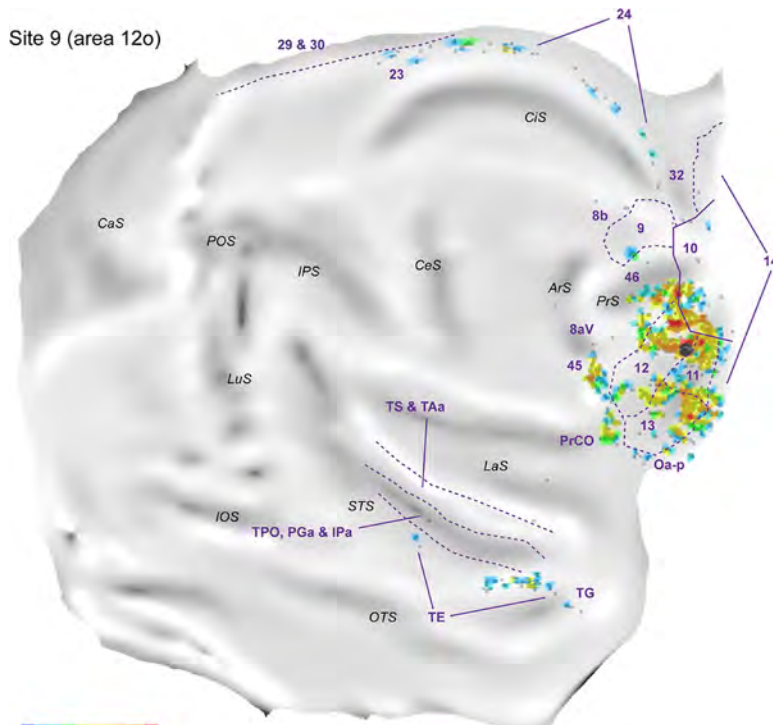 Site 9 (area 12o)
24
29 & 30
23
CiS
32
CaS
8b
9
POS
10
IPS
CeS
14
46
ArS
PrS
8aV
12
45
11
LuS
TS & TAa
13
PrCO
Oa-p
LaS
STS
IOS
TPO, PGa & IPa
TG
TE
OTS